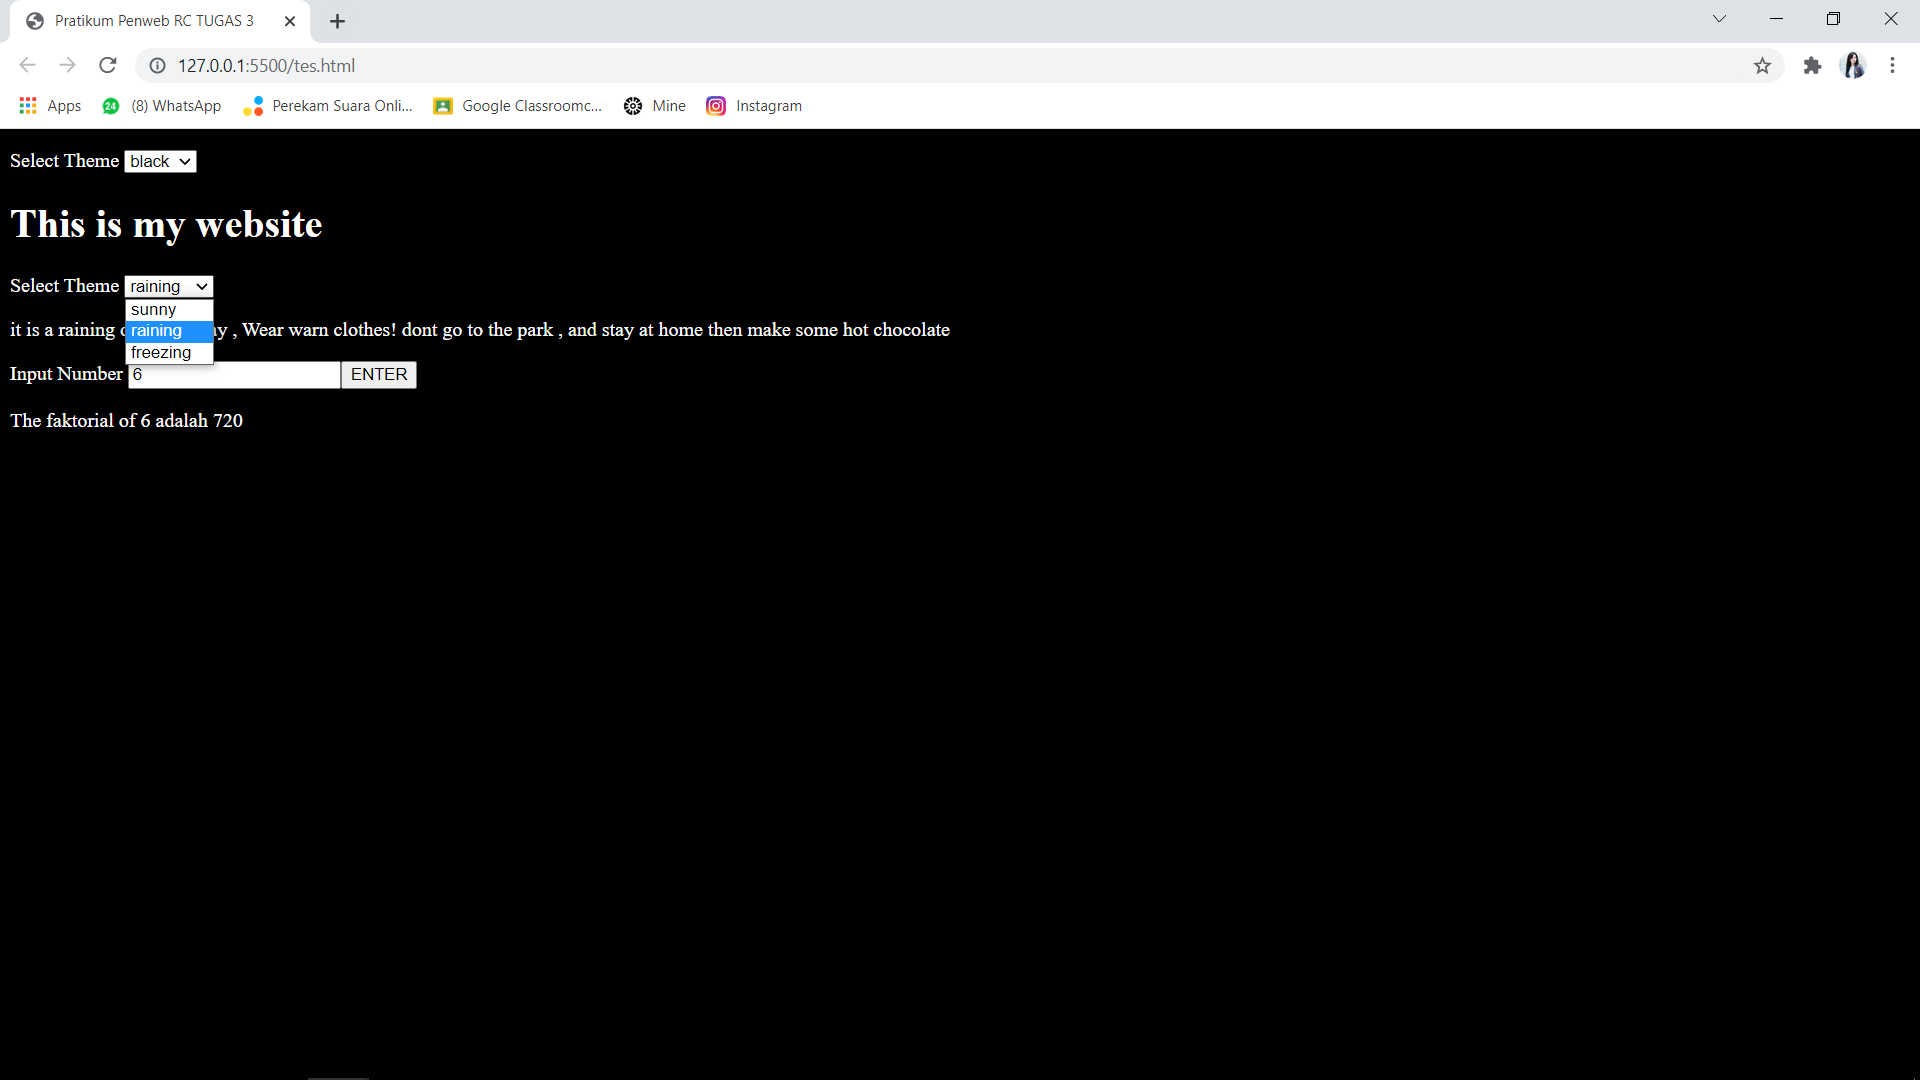 Pratikum Penweb RC TUGAS 3
127.0.0.1:5500/tes.html
Apps 24 (8) WhatsApp Perekam Suara Onli... Google Classroomc... Mine Instagram
Select Theme black
This is my website
Select Theme raining
sunny
it is a raining y , Wear warn clothes! dont go to the park , and stay at home then make some hot chocolate
raining
freezing
Input Number 6 ENTER
The faktorial of 6 adalah 720